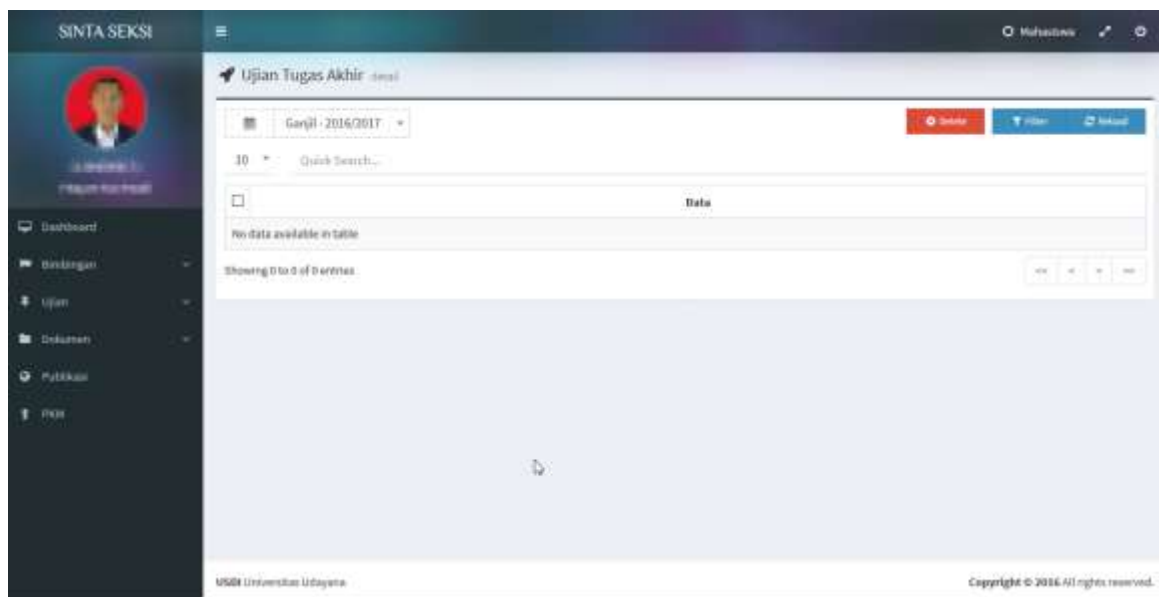 SINTA SEKSI
Mahasiswa
Ujian Tugas Akhir detail
Ganjil - 2016/2017
Delete
Filter
Reload
10
Quick Search...
Data
No data available in table
Showing 0 to 0 of 0 entries
Dashboard
Bimbingan
Ujian
Dokumen
Publikasi
PKM
USDI Universitas Udayana
Copyright © 2016 All rights reserved.